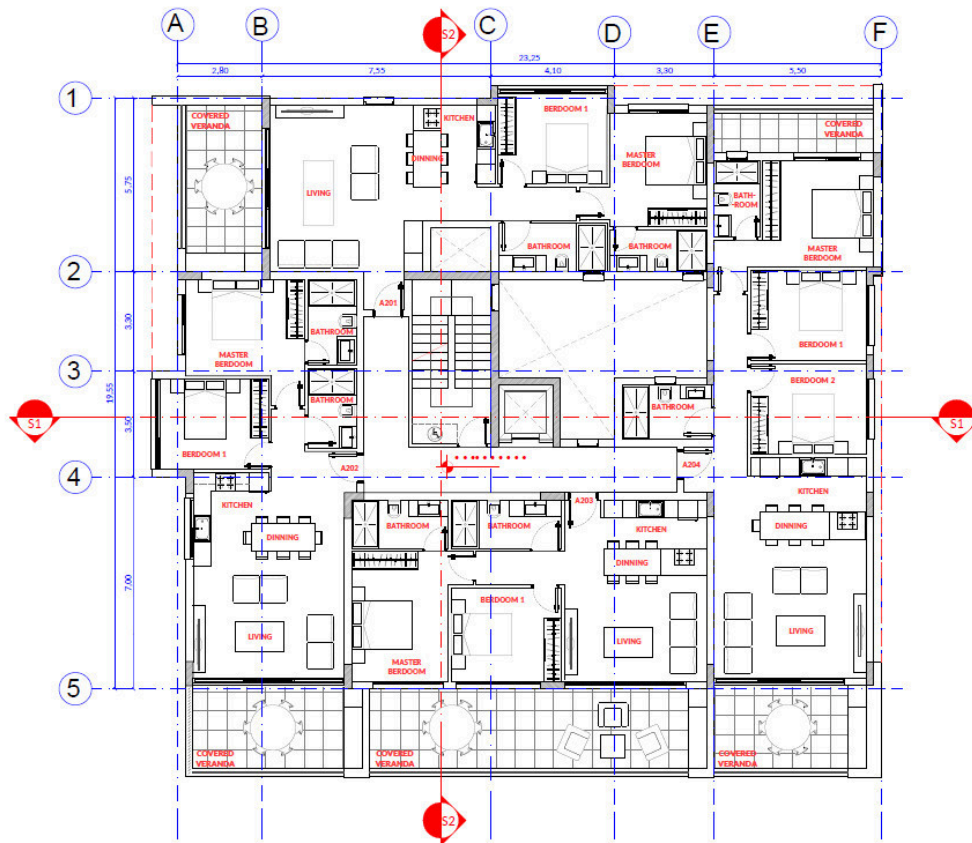 A
B
S2
C
D
E
F
23,25
2,80
7,55
4,10
3,30
5,50
1
COVERED
VERANDA
KITCHEN
BERDOOM 1
COVERED
VERANDA
DINNING
MASTER
BERDOOM
5,75
LIVING
BATH-
-ROOM
BATHROOM
BATHROOM
MASTER
BERDOOM
2
A201
3,30
BATHROOM
MASTER
BERDOOM
BERDOOM 1
3
19,55
BERDOOM 2
BATHROOM
BATHROOM
S1
S1
3,50
BERDOOM 1
A202
A204
4
KITCHEN
A203
KITCHEN
KITCHEN
BATHROOM
BATHROOM
DINNING
DINNING
DINNING
7,00
BERDOOM 1
LIVING
LIVING
LIVING
MASTER
BERDOOM
5
COVERED
VERANDA
COVERED
VERANDA
COVERED
VERANDA
S2